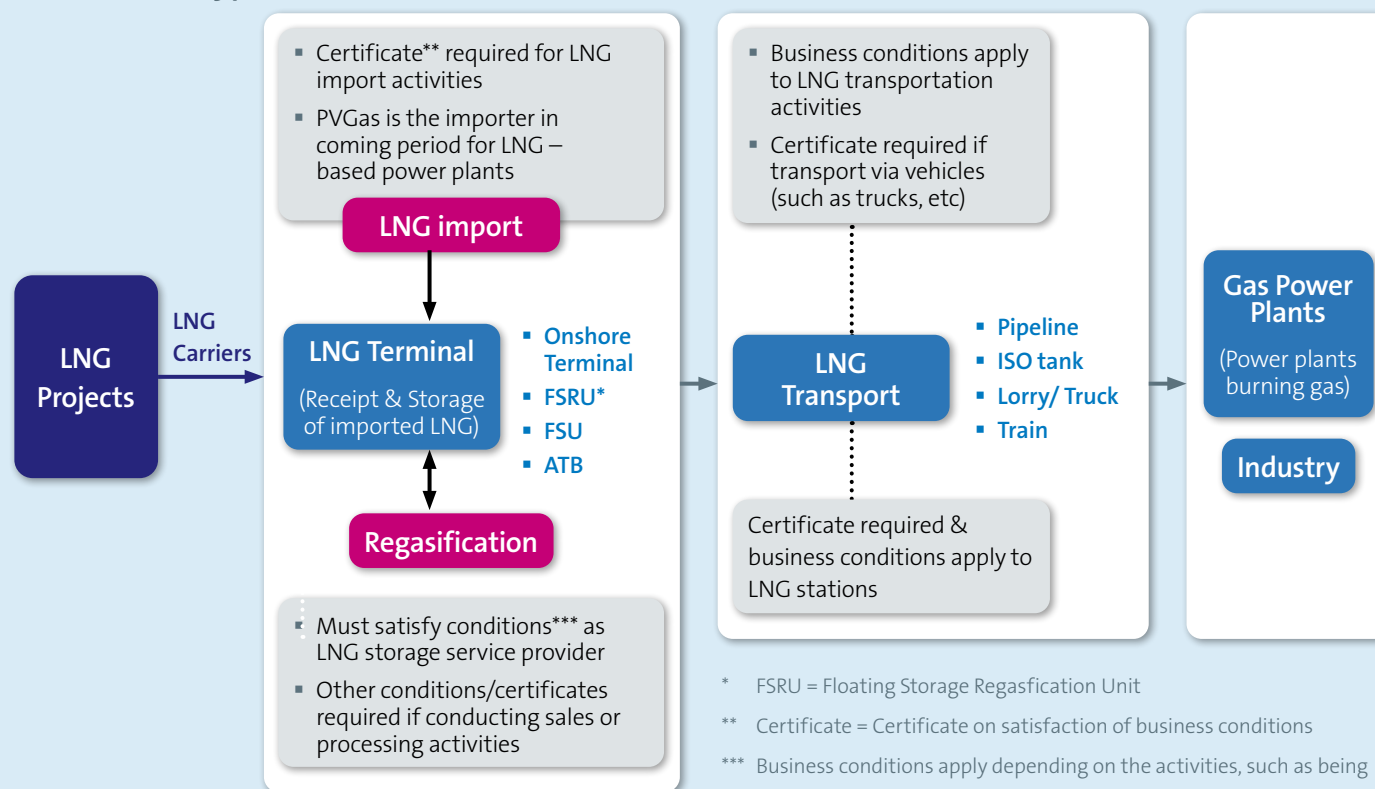 LNG
Projects
LNG
Carriers
▪ Certificate** required for LNG
import activities
▪ PVGas is the importer in
coming period for LNG –
based power plants
LNG import
LNG Terminal
(Receipt & Storage
of imported LNG)
▪ Onshore
Terminal
▪ FSRU*
▪ FSU
▪ ATB
Regasification
▪ Must satisfy conditions*** as
LNG storage service provider
▪ Other conditions/certificates
required if conducting sales or
processing activities
▪ Business conditions apply
to LNG transportation
activities
▪ Certificate required if
transport via vehicles
(such as trucks, etc)
LNG
Transport
▪ Pipeline
▪ ISO tank
▪ Lorry/ Truck
▪ Train
Certificate required &
business conditions apply to
LNG stations
Gas Power
Plants
(Power plants
burning gas)
Industry
* FSRU = Floating Storage Regasfication Unit
** Certificate = Certificate on satisfaction of business conditions
*** Business conditions apply depending on the activities, such as being